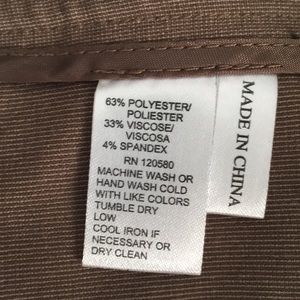 63% POLYESTER/
POLIESTER
33% VISCOSE/
VISCOSA
4% SPANDEX
RN 120580
MACHINE WASH OR
HAND WASH COLD
WITH LIKE COLORS
TUMBLE DRY
LOW
COOL IRON IF
NECESSARY OR
DRY CLEAN
MADE IN CHINA